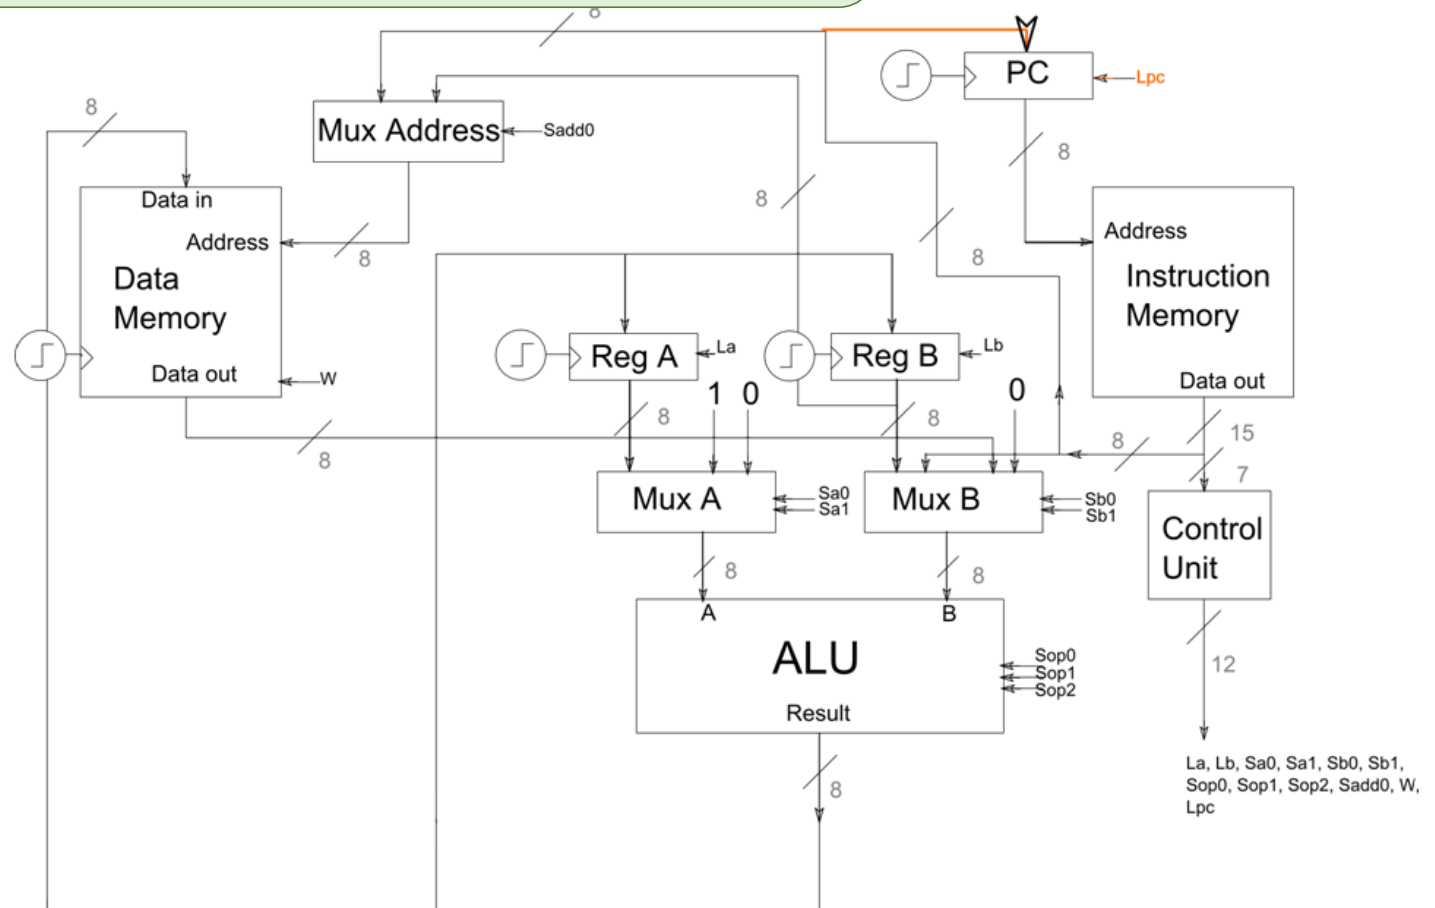 8
PC
Lpc
8
Mux Address
Sadd0
8
8
Data in
Address
8
Data
Memory
Data out
W
8
8
Address
Instruction
Memory
Data out
Reg A
La
Reg B
Lb
1 0
0
8
8
8
15
7
8
Mux A
Sa0
Sa1
Mux B
Sb0
Sb1
Control
Unit
8
8
A
B
ALU
Sop0
Sop1
Sop2
Result
12
8
La, Lb, Sa0, Sa1, Sb0, Sb1,
Sop0, Sop1, Sop2, Sadd0, W,
Lpc